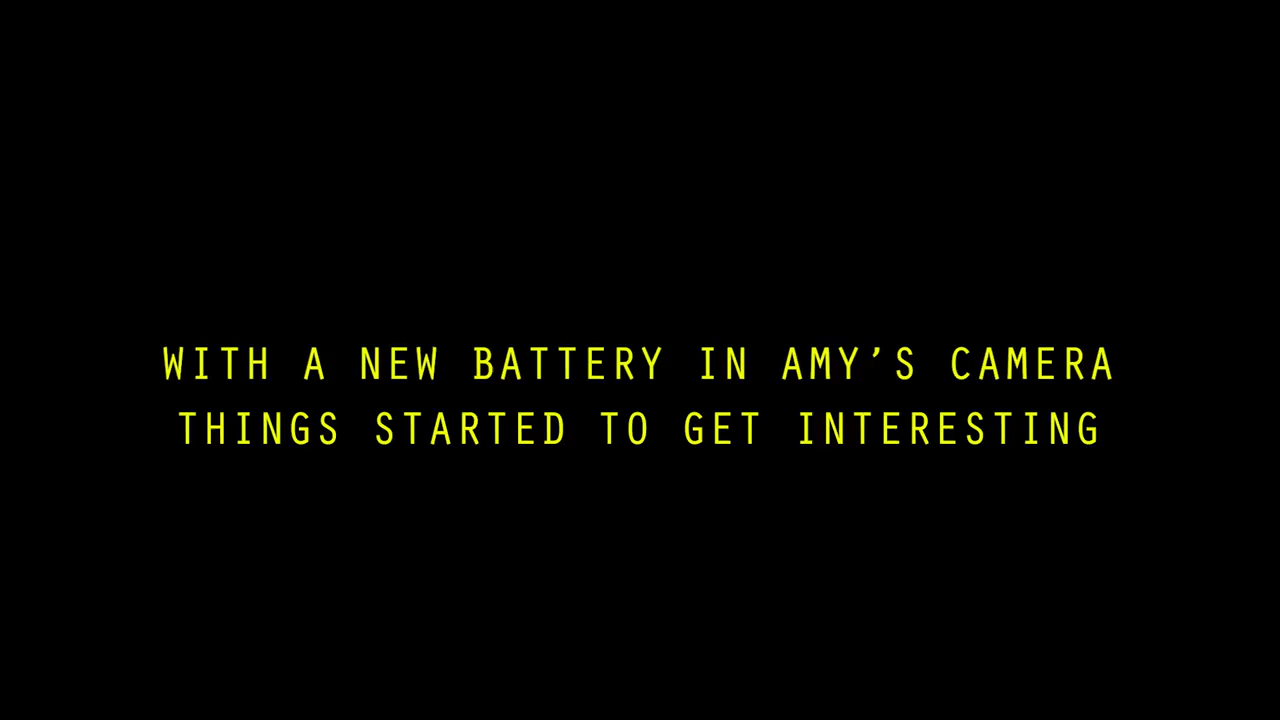 WITH A NEW BATTERY IN AMY’S CAMERA
THINGS STARTED TO GET INTERESTING